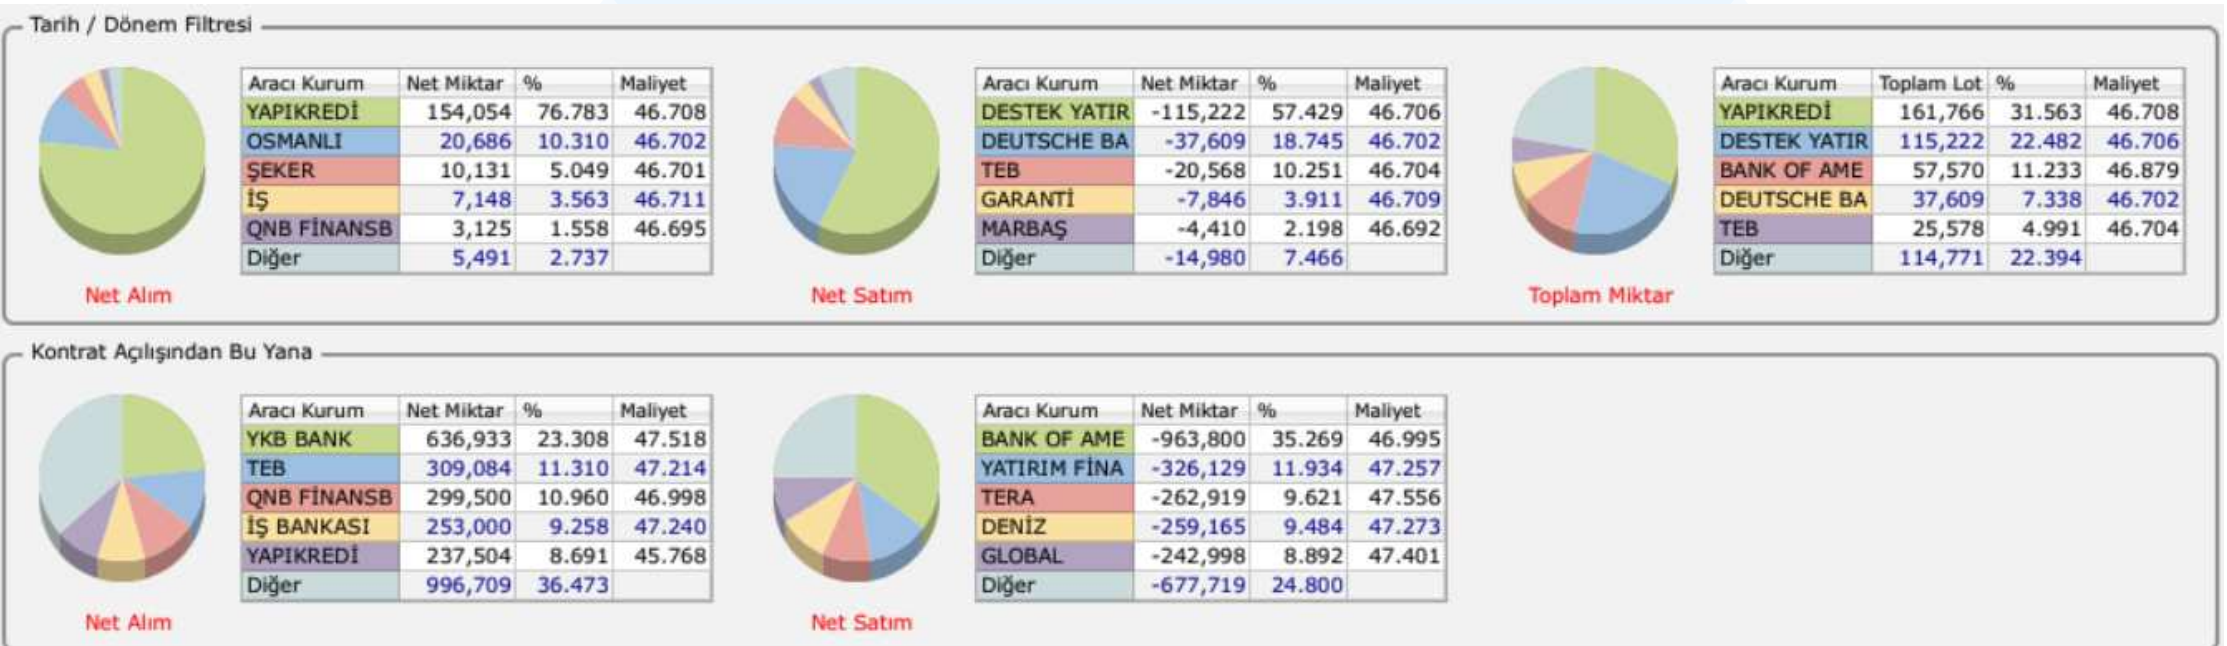 Tarih / Dönem Filtresi
Aracı Kurum Net Miktar % Maliyet
YAPIKREDİ 154,054 76.783 46.708
OSMANLI 20,686 10.310 46.702
ŞEKER 10,131 5.049 46.701
İŞ 7,148 3.563 46.711
QNB FİNANSB 3,125 1.558 46.695
Diğer 5,491 2.737
Net Alım
Aracı Kurum Net Miktar % Maliyet
DESTEK YATIR -115,222 57.429 46.706
DEUTSCHE BA -37,609 18.745 46.702
TEB -20,568 10.251 46.704
GARANTİ -7,846 3.911 46.709
MARBAŞ -4,410 2.198 46.692
Diğer -14,980 7.466
Net Satım
Aracı Kurum Toplam Lot % Maliyet
YAPIKREDİ 161,766 31.563 46.708
DESTEK YATIR 115,222 22.482 46.706
BANK OF AME 57,570 11.233 46.879
DEUTSCHE BA 37,609 7.338 46.702
TEB 25,578 4.991 46.704
Diğer 114,771 22.394
Toplam Miktar
Kontrat Açılışından Bu Yana
Aracı Kurum Net Miktar % Maliyet
YKB BANK 636,933 23.308 47.518
TEB 309,084 11.310 47.214
QNB FİNANSB 299,500 10.960 46.998
İŞ BANKASI 253,000 9.258 47.240
YAPIKREDİ 237,504 8.691 45.768
Diğer 996,709 36.473
Net Alım
Aracı Kurum Net Miktar % Maliyet
BANK OF AME -963,800 35.269 46.995
YATIRIM FİNA -326,129 11.934 47.257
TERA -262,919 9.621 47.556
DENİZ -259,165 9.484 47.273
GLOBAL -242,998 8.892 47.401
Diğer -677,719 24.800
Net Satım